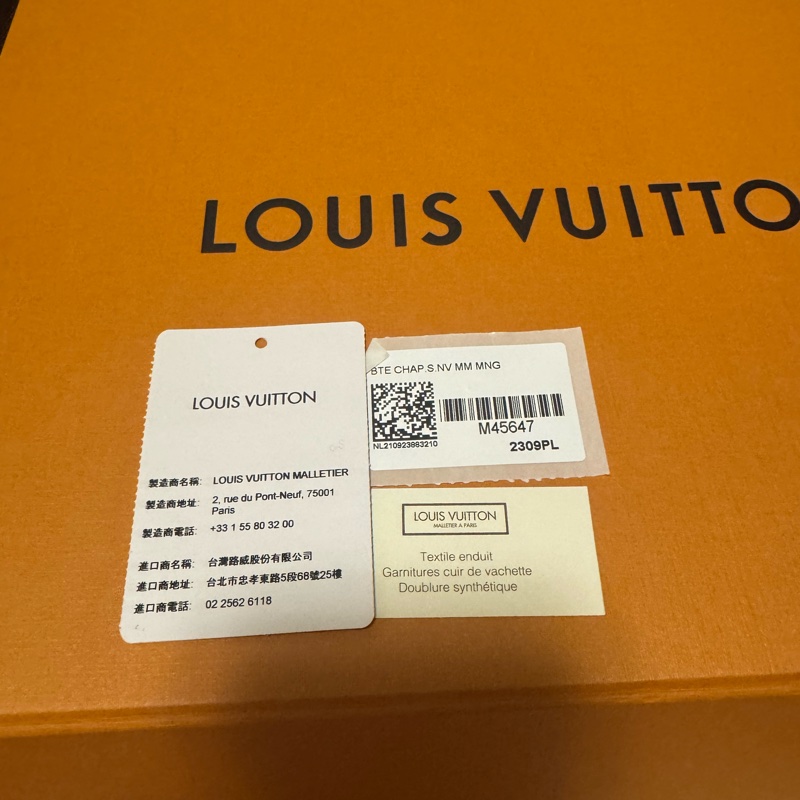 LOUIS VUITTO
LOUIS VUITTON
製造商名稱: LOUIS VUITTON MALLETIER
製造商地址: 2, rue du Pont-Neuf, 75001
Paris
製造商電話: +33 1 55 80 32 00
進口商名稱: 台灣路威股份有限公司
進口商地址: 台北市忠孝東路5段68號25樓
進口商電話: 02 2562 6118
BTE CHAP.S.NV MM MNG
NL210923883210
M45647
2309PL
LOUIS VUITTON
MALLETIER A PARIS
Textile enduit
Garnitures cuir de vachette
Doublure synthétique